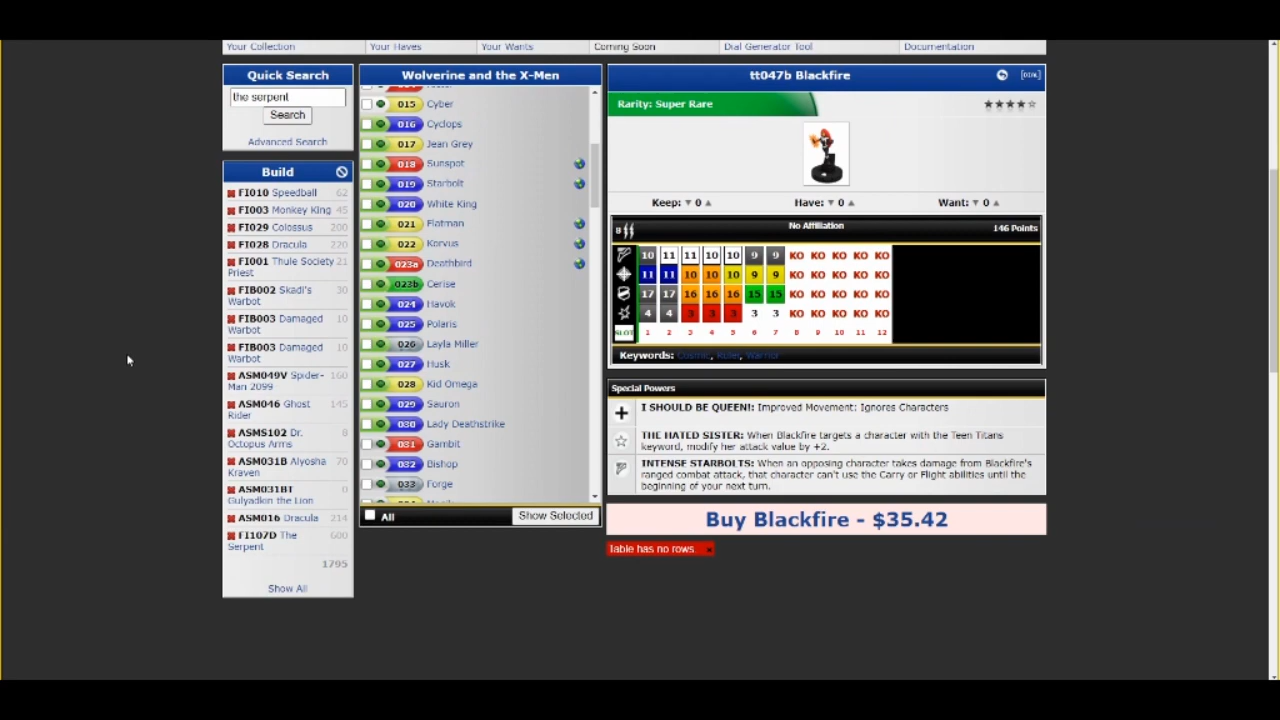 Your Collection
Your Haves
Your Wants
Coming Soon
Dial Generator Tool
Documentation
Quick Search
the serpent
Search
Advanced Search
Build
FI010 Speedball 62
FI003 Monkey King 45
FI029 Colossus 200
FI028 Dracula 220
FI001 Thule Society 21
Priest
FIB002 Skadi's 30
Warbot
FIB003 Damaged 10
Warbot
FIB003 Damaged 10
Warbot
ASM049V Spider- 160
Man 2099
ASM046 Ghost 145
Rider
ASMS102 Dr. 8
Octopus Arms
ASM031B Alyosha 70
Kraven
ASM031BT 0
Gulyadkin the Lion
ASM016 Dracula 214
FI107D The 600
Serpent
1795
Show All
Wolverine and the X-Men
015 Cyber
016 Cyclops
017 Jean Grey
018 Sunspot
019 Starbolt
020 White King
021 Flatman
022 Korvus
023a Deathbird
023b Cerise
024 Havok
025 Polaris
026 Layla Miller
027 Husk
028 Kid Omega
029 Sauron
030 Lady Deathstrike
031 Gambit
032 Bishop
033 Forge
All
Show Selected
tt047b Blackfire
Rarity: Super Rare
Keep: 0 Have: 0 Want: 0
8 No Affiliation 146 Points
10 11 11 10 10 9 9 KO KO KO KO KO
11 11 10 10 10 9 9 KO KO KO KO KO
17 17 16 16 16 15 15 KO KO KO KO KO
4 4 3 3 3 3 3 KO KO KO KO KO
SLOT 1 2 3 4 5 6 7 8 9 10 11 12
Keywords: Cosmic, Ruler, Warrior
Special Powers
I SHOULD BE QUEEN!: Improved Movement: Ignores Characters
THE HATED SISTER: When Blackfire targets a character with the Teen Titans
keyword, modify her attack value by +2.
INTENSE STARBOLTS: When an opposing character takes damage from Blackfire's
ranged combat attack, that character can't use the Carry or Flight abilities until the
beginning of your next turn.
Buy Blackfire - $35.42
Table has no rows. x